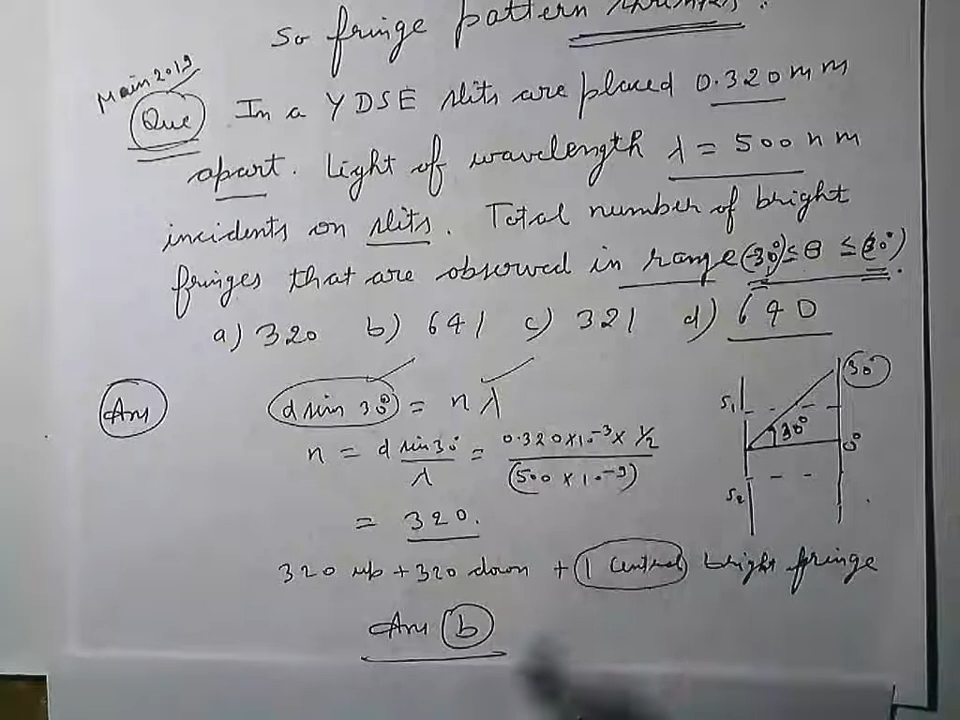 So fringe pattern shrinks.
Main 2019
Que In a YDSE slits are placed 0.320 mm
apart. Light of wavelength λ = 500 nm
incidents on slits. Total number of bright
fringes that are observed in range (-30°) ≤ θ ≤ (30°).
a) 320 b) 641 c) 321 d) 640
Ans d sin 30° = nλ
n = d sin 30° / λ = 0.320 × 10⁻³ × 1/2 / (500 × 10⁻⁹)
= 320.
S₁ 30° 30° 0° S₂
320 up + 320 down + 1 central bright fringe
Ans b